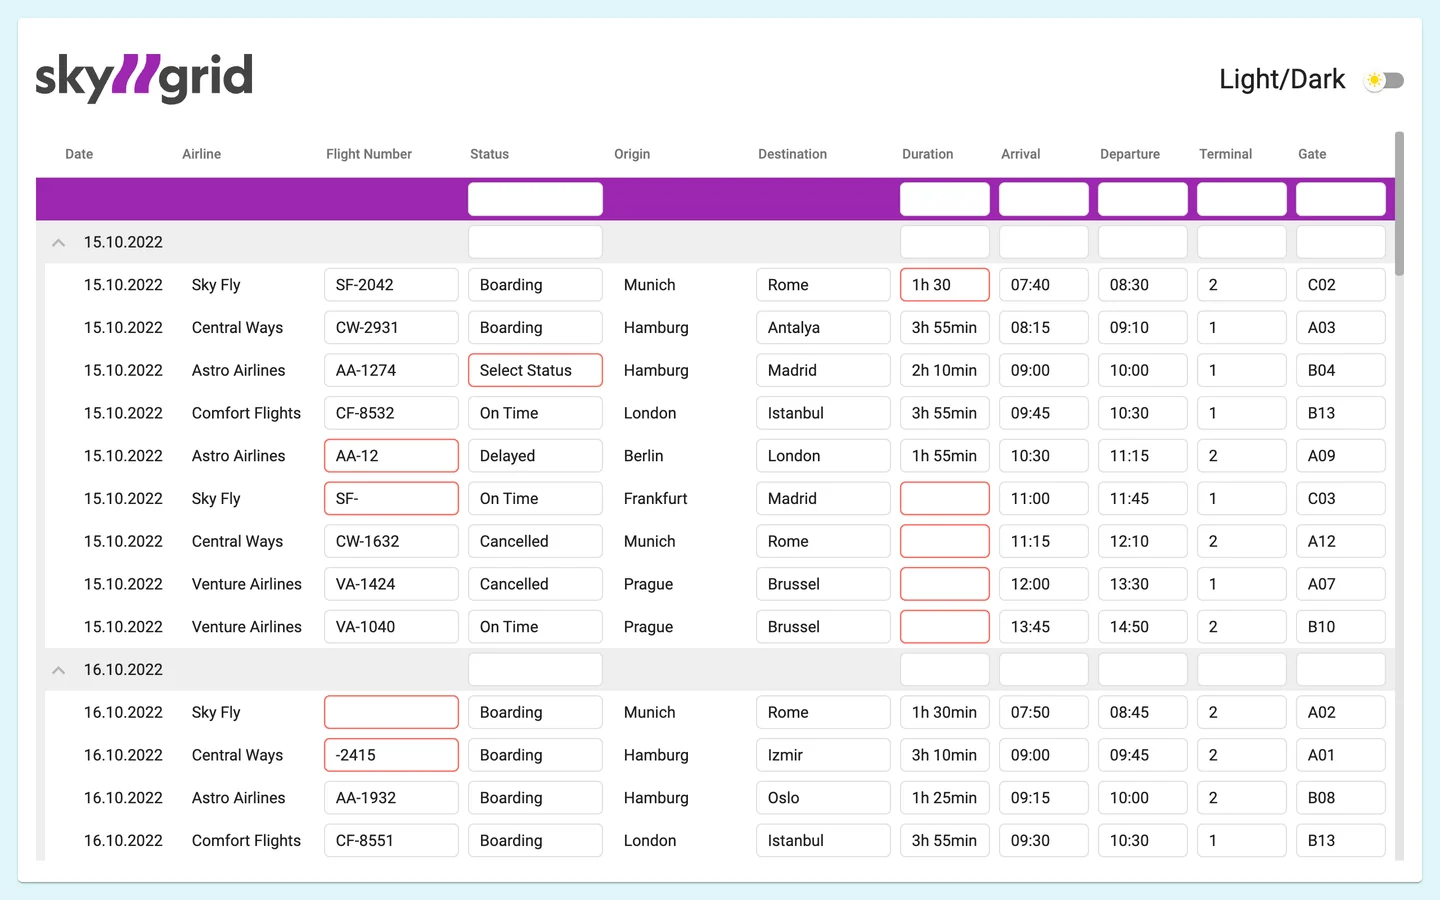 sky grid
Light/Dark
Date Airline Flight Number Status Origin Destination Duration Arrival Departure Terminal Gate
15.10.2022
15.10.2022 Sky Fly SF-2042 Boarding Munich Rome 1h 30 07:40 08:30 2 C02
15.10.2022 Central Ways CW-2931 Boarding Hamburg Antalya 3h 55min 08:15 09:10 1 A03
15.10.2022 Astro Airlines AA-1274 Select Status Hamburg Madrid 2h 10min 09:00 10:00 1 B04
15.10.2022 Comfort Flights CF-8532 On Time London Istanbul 3h 55min 09:45 10:30 1 B13
15.10.2022 Astro Airlines AA-12 Delayed Berlin London 1h 55min 10:30 11:15 2 A09
15.10.2022 Sky Fly SF- On Time Frankfurt Madrid 11:00 11:45 1 C03
15.10.2022 Central Ways CW-1632 Cancelled Munich Rome 11:15 12:10 2 A12
15.10.2022 Venture Airlines VA-1424 Cancelled Prague Brussel 12:00 13:30 1 A07
15.10.2022 Venture Airlines VA-1040 On Time Prague Brussel 13:45 14:50 2 B10
16.10.2022
16.10.2022 Sky Fly Boarding Munich Rome 1h 30min 07:50 08:45 2 A02
16.10.2022 Central Ways -2415 Boarding Hamburg Izmir 3h 10min 09:00 09:45 2 A01
16.10.2022 Astro Airlines AA-1932 Boarding Hamburg Oslo 1h 25min 09:15 10:00 2 B08
16.10.2022 Comfort Flights CF-8551 Boarding London Istanbul 3h 55min 09:30 10:30 1 B13